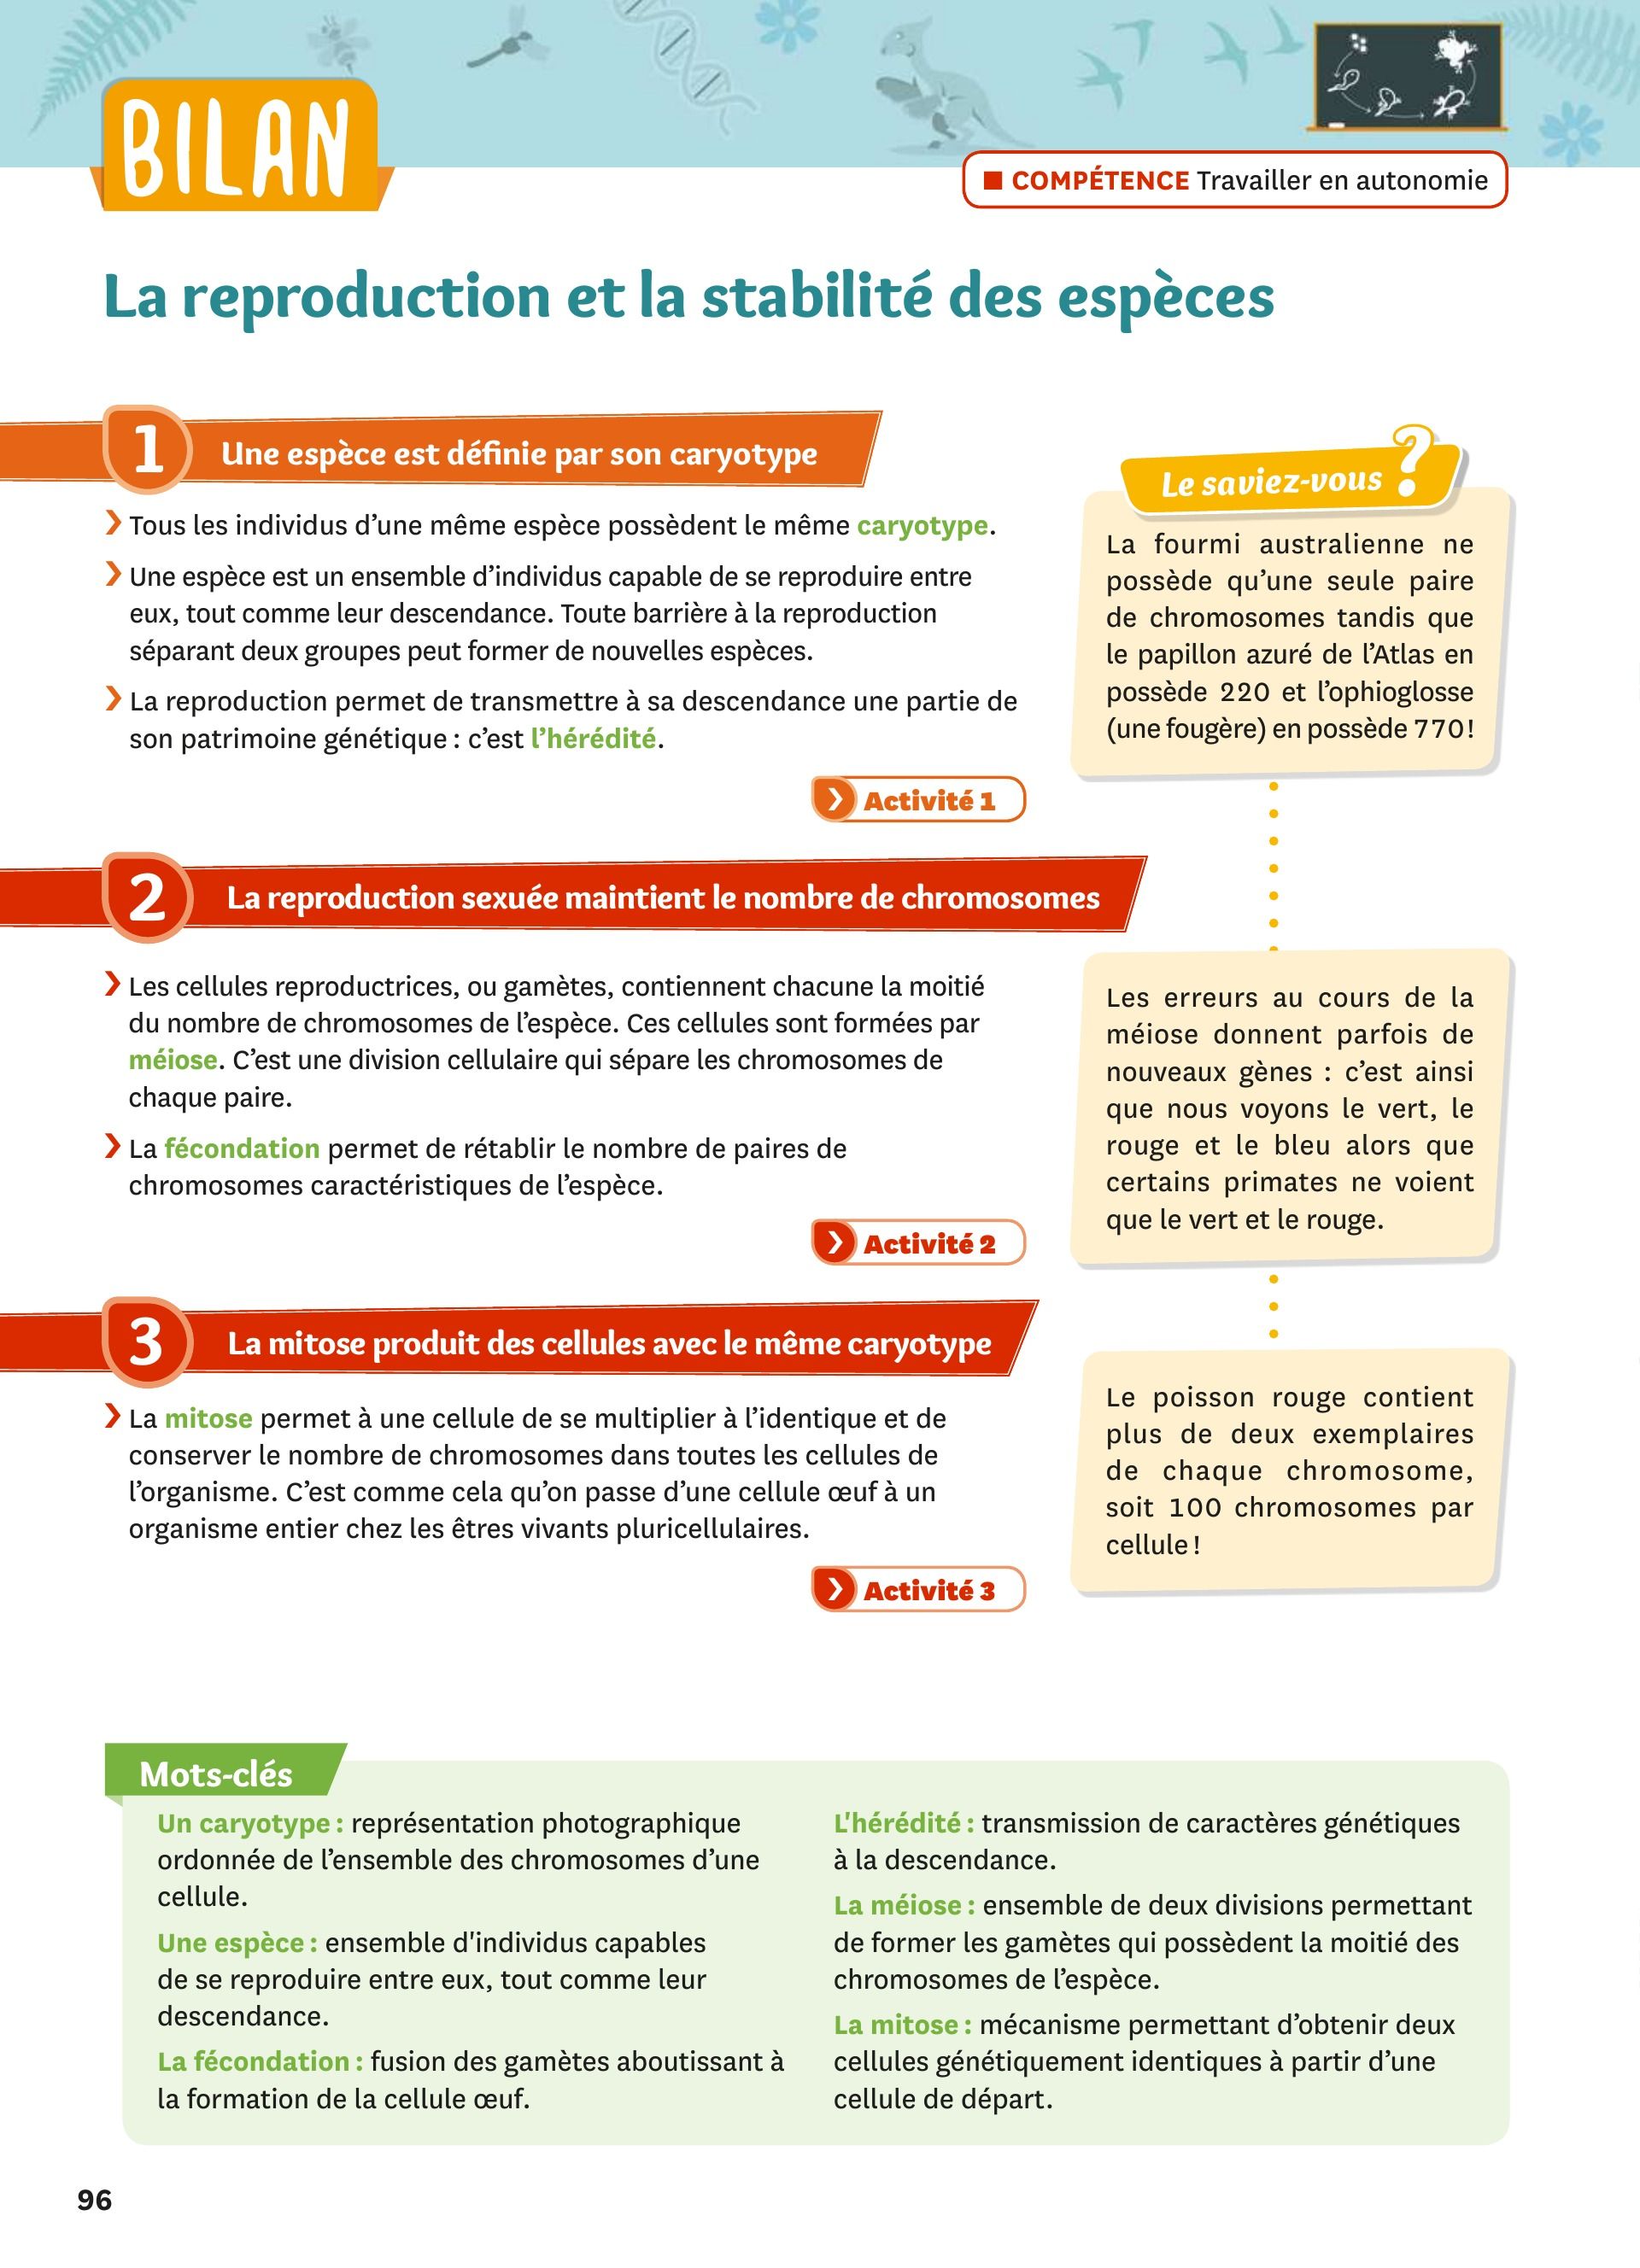 BILAN
■ COMPÉTENCE Travailler en autonomie
La reproduction et la stabilité des espèces
1 Une espèce est définie par son caryotype
❯ Tous les individus d’une même espèce possèdent le même caryotype.
❯ Une espèce est un ensemble d’individus capable de se reproduire entre
eux, tout comme leur descendance. Toute barrière à la reproduction
séparant deux groupes peut former de nouvelles espèces.
❯ La reproduction permet de transmettre à sa descendance une partie de
son patrimoine génétique : c’est l’hérédité.
❯ Activité 1
Le saviez-vous ?
La fourmi australienne ne
possède qu’une seule paire
de chromosomes tandis que
le papillon azuré de l’Atlas en
possède 220 et l’ophioglosse
(une fougère) en possède 770 !
2 La reproduction sexuée maintient le nombre de chromosomes
❯ Les cellules reproductrices, ou gamètes, contiennent chacune la moitié
du nombre de chromosomes de l’espèce. Ces cellules sont formées par
méiose. C’est une division cellulaire qui sépare les chromosomes de
chaque paire.
❯ La fécondation permet de rétablir le nombre de paires de
chromosomes caractéristiques de l’espèce.
❯ Activité 2
Les erreurs au cours de la
méiose donnent parfois de
nouveaux gènes : c’est ainsi
que nous voyons le vert, le
rouge et le bleu alors que
certains primates ne voient
que le vert et le rouge.
3 La mitose produit des cellules avec le même caryotype
❯ La mitose permet à une cellule de se multiplier à l’identique et de
conserver le nombre de chromosomes dans toutes les cellules de
l’organisme. C’est comme cela qu’on passe d’une cellule œuf à un
organisme entier chez les êtres vivants pluricellulaires.
❯ Activité 3
Le poisson rouge contient
plus de deux exemplaires
de chaque chromosome,
soit 100 chromosomes par
cellule !
Mots-clés
Un caryotype : représentation photographique
ordonnée de l’ensemble des chromosomes d’une
cellule.
Une espèce : ensemble d'individus capables
de se reproduire entre eux, tout comme leur
descendance.
La fécondation : fusion des gamètes aboutissant à
la formation de la cellule œuf.
L'hérédité : transmission de caractères génétiques
à la descendance.
La méiose : ensemble de deux divisions permettant
de former les gamètes qui possèdent la moitié des
chromosomes de l’espèce.
La mitose : mécanisme permettant d’obtenir deux
cellules génétiquement identiques à partir d’une
cellule de départ.
96